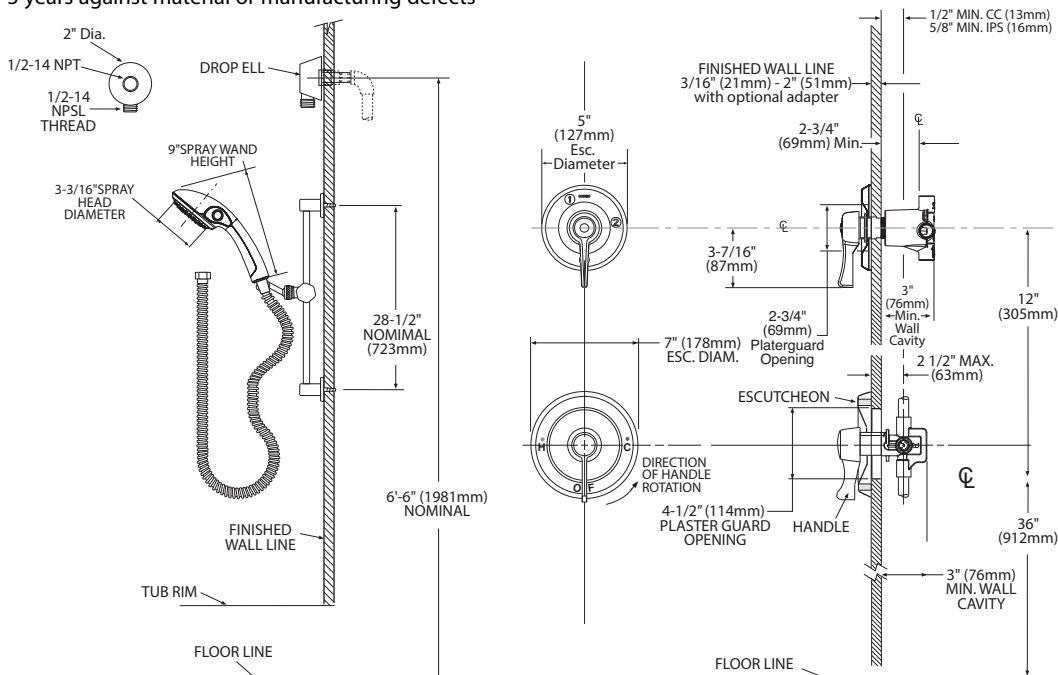 5 years against material or manufacturing defects
2" Dia.
1/2-14 NPT
1/2-14
NPSL
THREAD
DROP ELL
9"SPRAY WAND
HEIGHT
3-3/16"SPRAY
HEAD
DIAMETER
28-1/2"
NOMIMAL
(723mm)
6'-6" (1981mm)
NOMINAL
FINISHED
WALL LINE
TUB RIM
FLOOR LINE
1/2" MIN. CC (13mm)
5/8" MIN. IPS (16mm)
FINISHED WALL LINE
3/16" (21mm) - 2" (51mm)
with optional adapter
5"
(127mm)
Esc.
Diameter
2-3/4"
(69mm) Min.
℄
1
2
℄
3-7/16"
(87mm)
2-3/4"
(69mm)
Platerguard
Opening
3"
(76mm)
Min.
Wall
Cavity
12"
(305mm)
7" (178mm)
ESC. DIAM.
2 1/2" MAX.
(63mm)
ESCUTCHEON
H
C
O F
DIRECTION
OF HANDLE
ROTATION
4-1/2" (114mm)
PLASTER GUARD
OPENING
HANDLE
℄
36"
(912mm)
3" (76mm)
MIN. WALL
CAVITY
FLOOR LINE